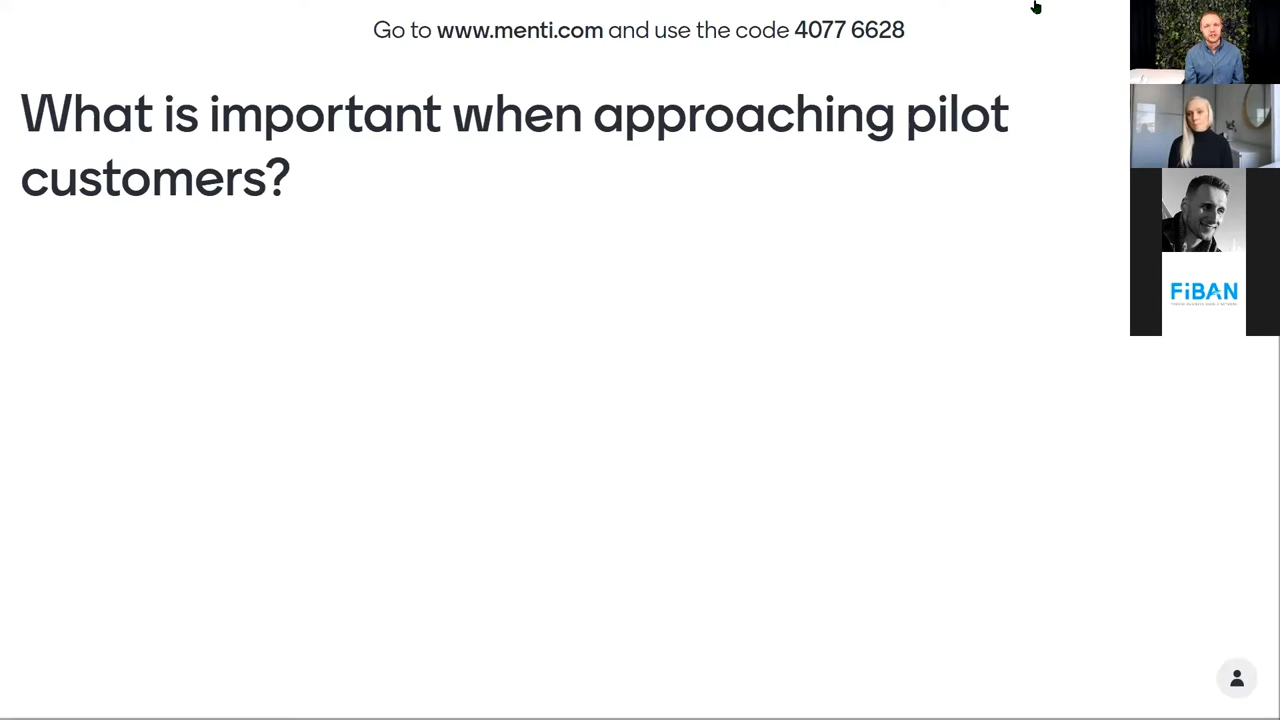 Go to www.menti.com and use the code 4077 6628
What is important when approaching pilot
customers?
FiBAN